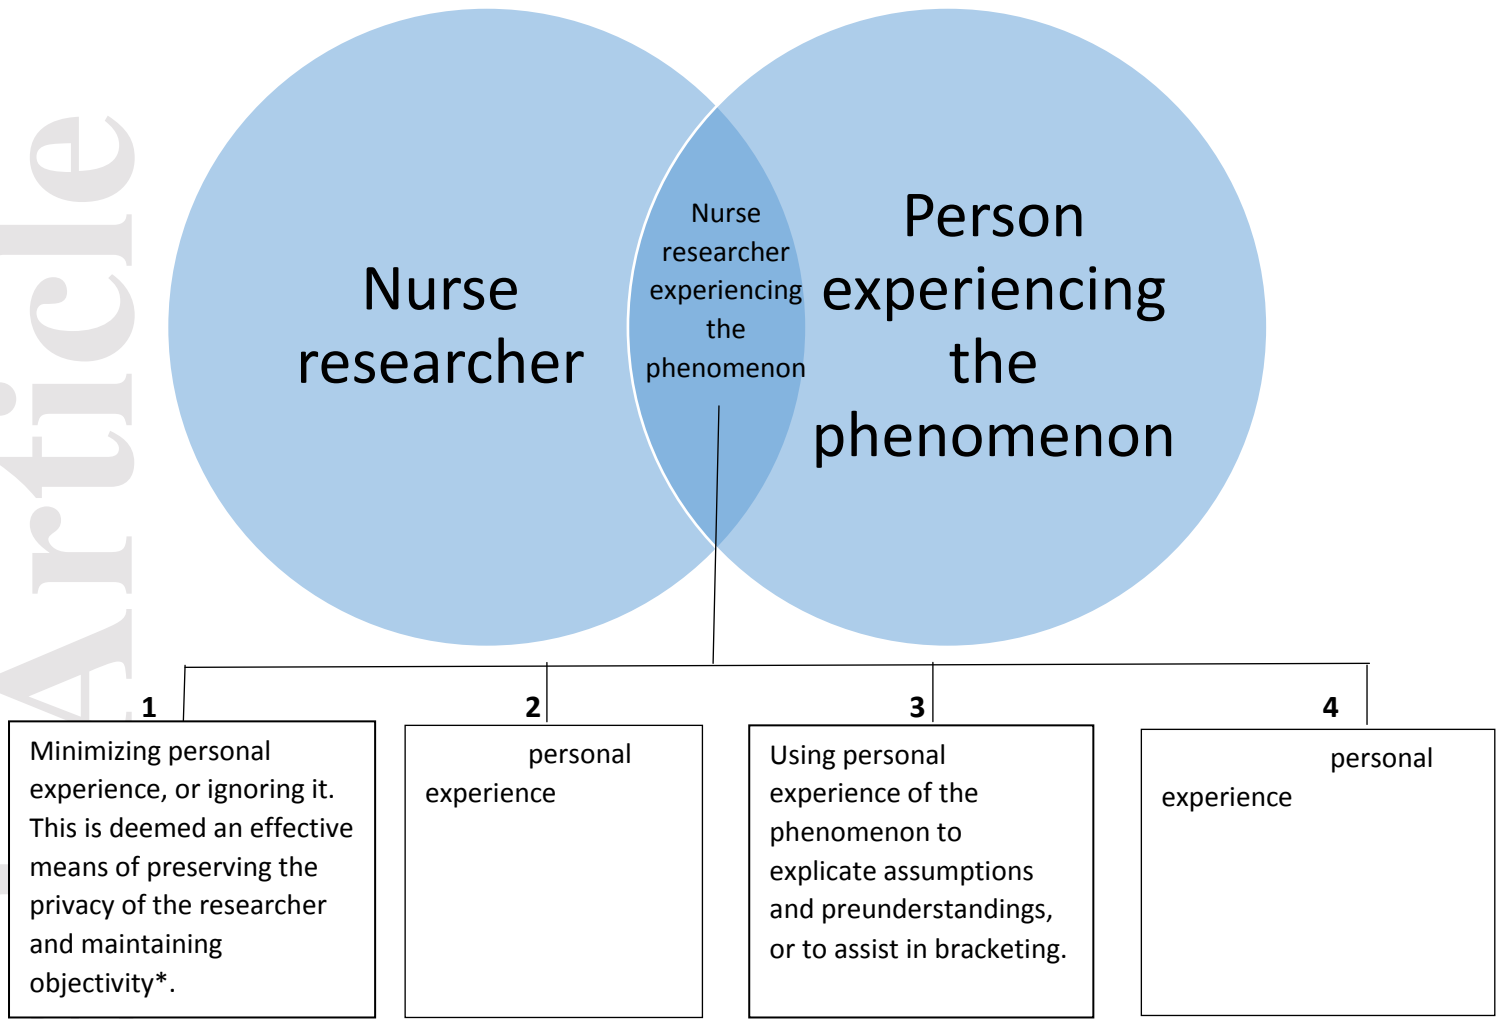 Article
Nurse
researcher
Nurse
researcher
experiencing
the
phenomenon
Person
experiencing
the
phenomenon
1
Minimizing personal
experience, or ignoring it.
This is deemed an effective
means of preserving the
privacy of the researcher
and maintaining
objectivity*.
2
personal
experience
3
Using personal
experience of the
phenomenon to
explicate assumptions
and preunderstandings,
or to assist in bracketing.
4
personal
experience